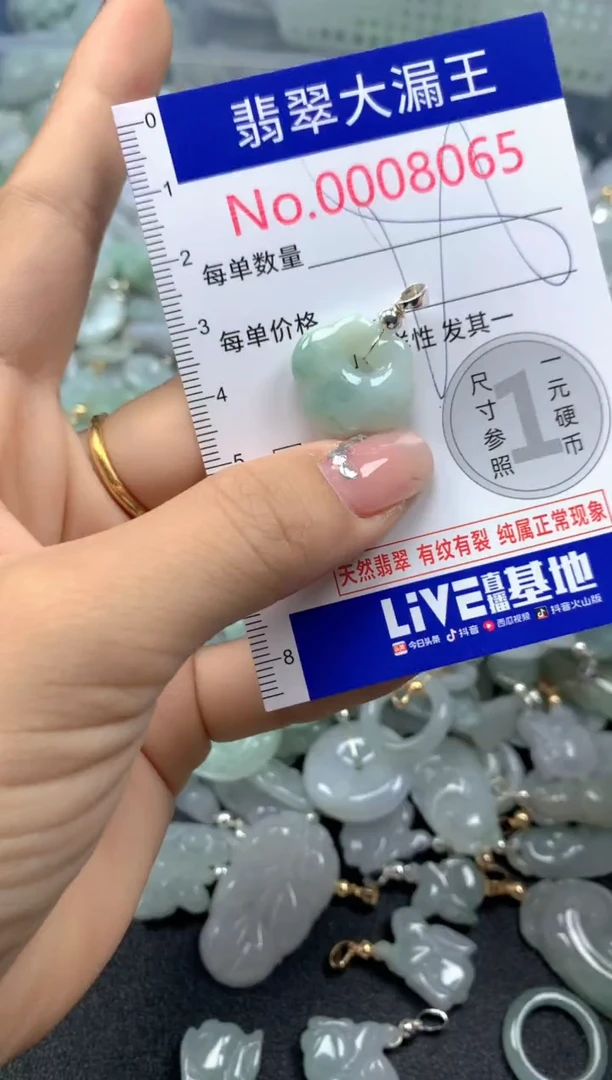 翡翠大漏王
No.0008065
每单数量
每单价格
性发其一
0
1
2
3
4
5
8
尺寸参照
1
一元硬币
天然翡翠 有纹有裂 纯属正常现象
LiVE直播基地
今日头条 抖音 西瓜视频 抖音火山版